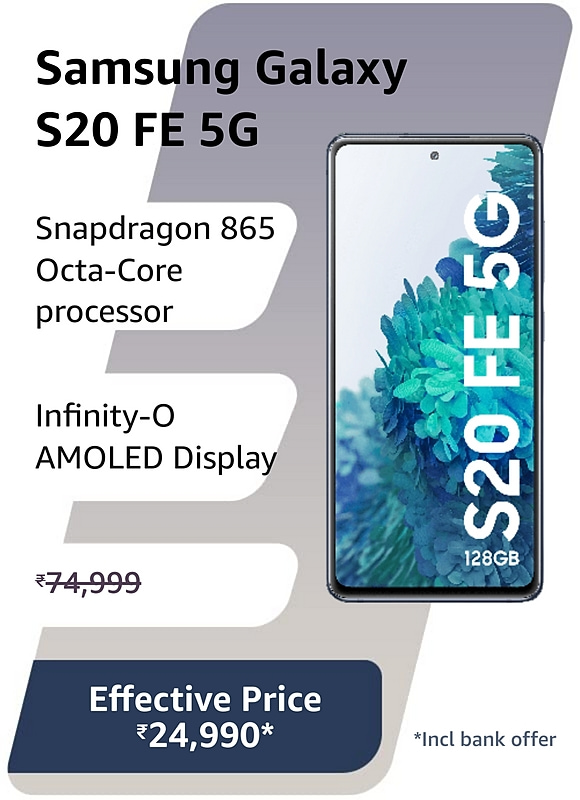 Samsung Galaxy
S20 FE 5G
Snapdragon 865
Octa-Core
processor
Infinity-O
AMOLED Display
₹74,999
S20 FE 5G
128GB
Effective Price
₹24,990*
*Incl bank offer